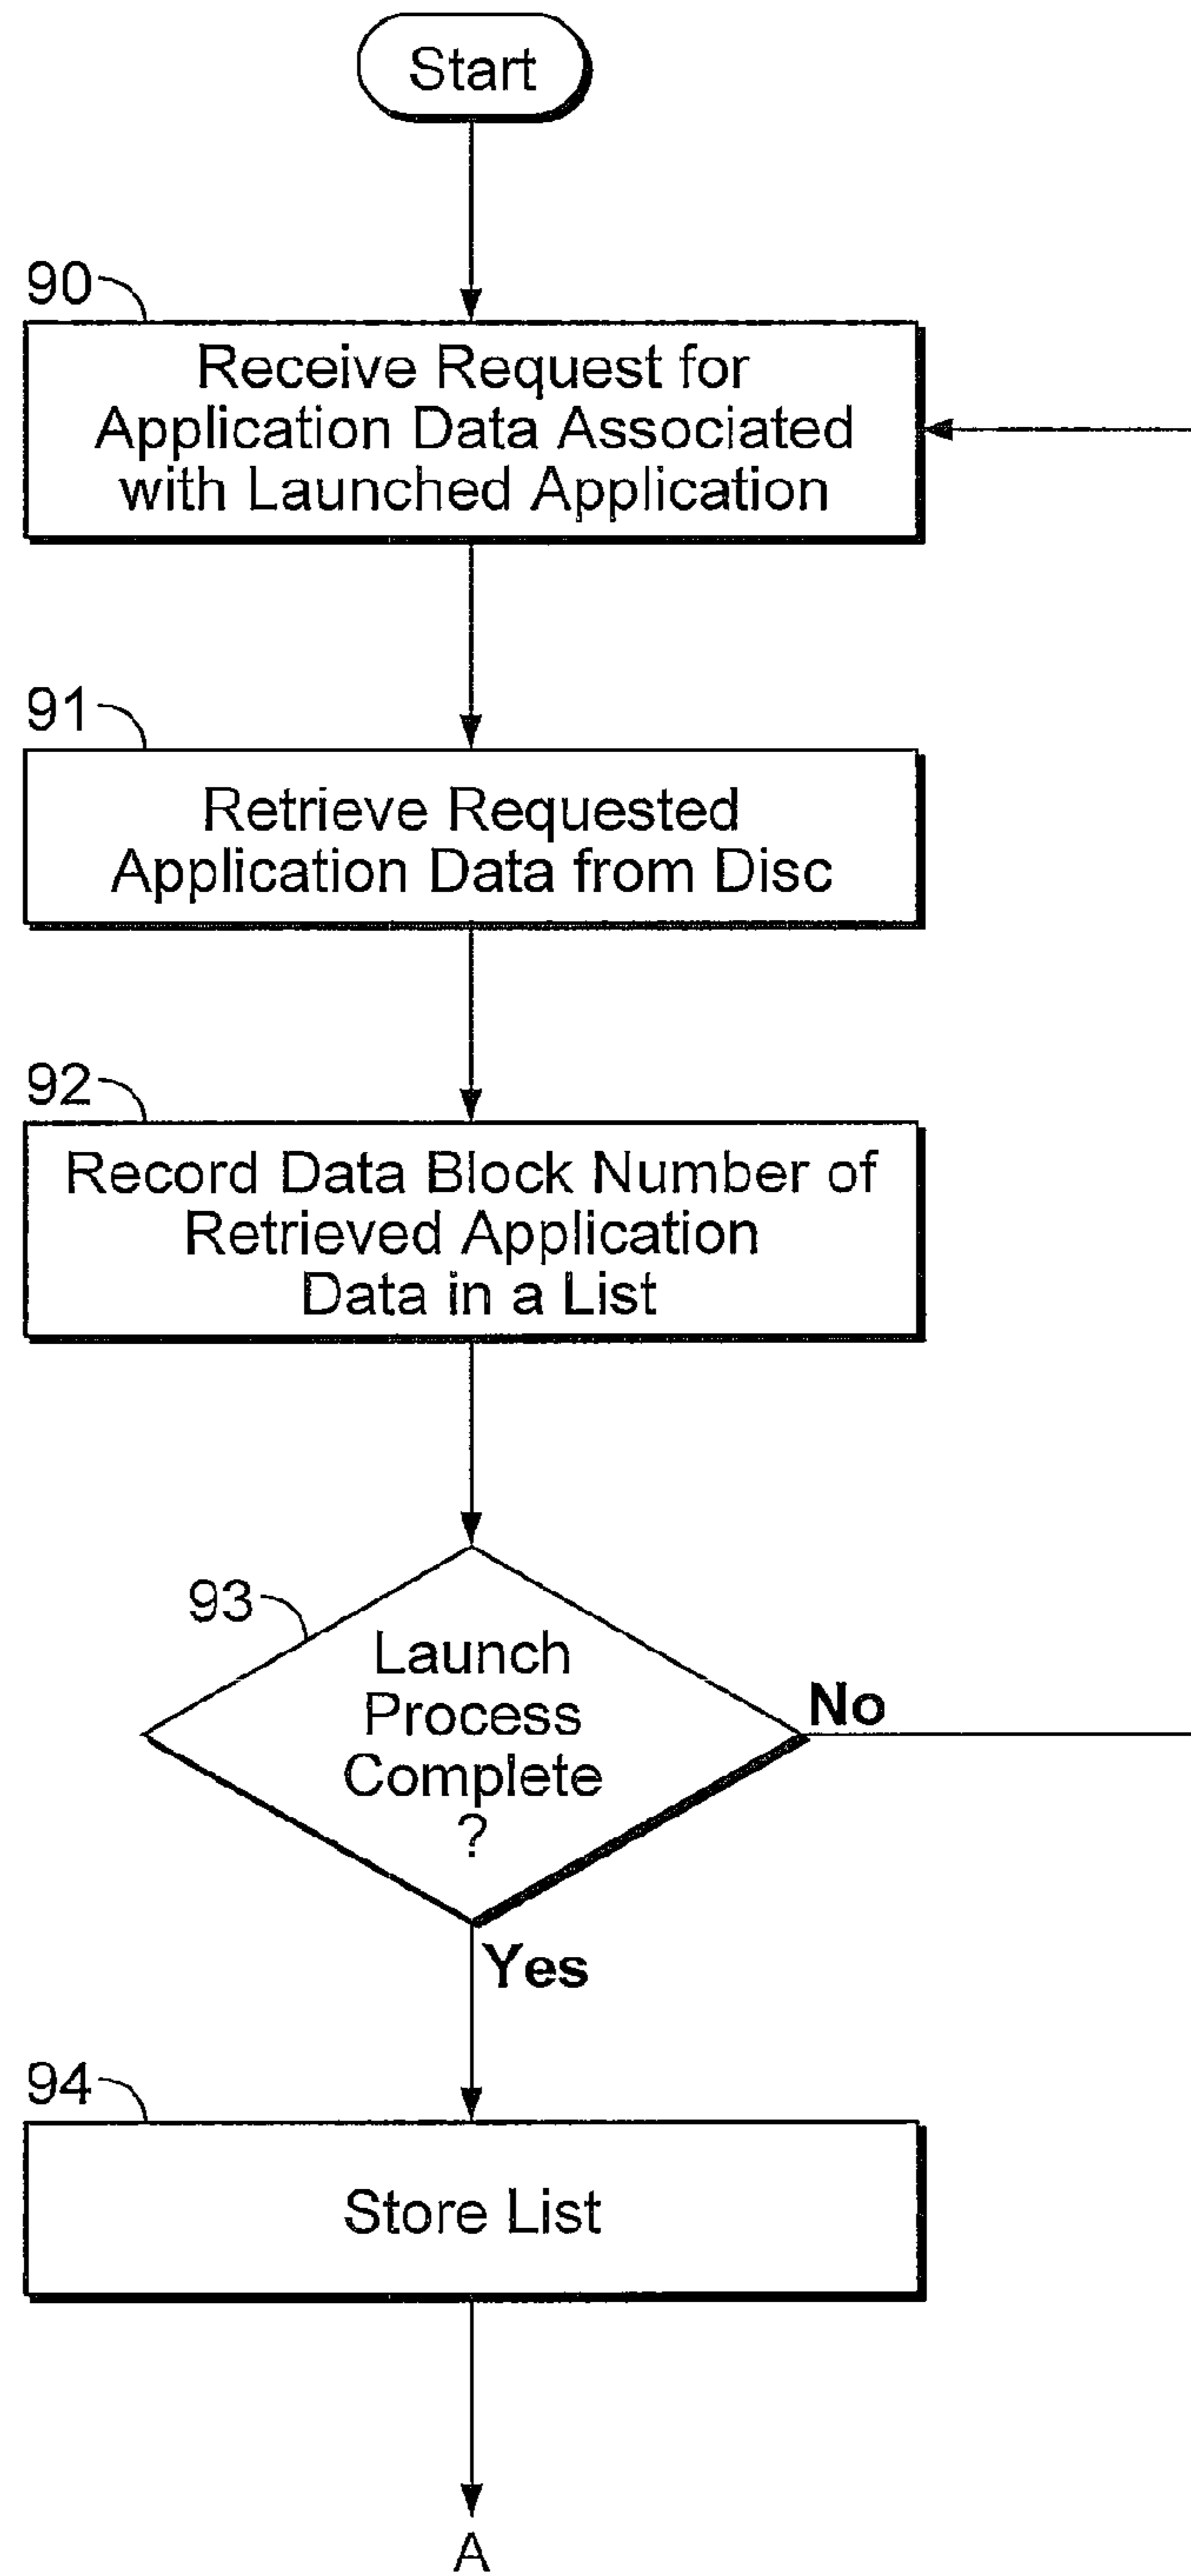 Start
90
Receive Request for
Application Data Associated
with Launched Application
91
Retrieve Requested
Application Data from Disc
92
Record Data Block Number of
Retrieved Application
Data in a List
93
Launch
Process
Complete
?
No
Yes
94
Store List
A